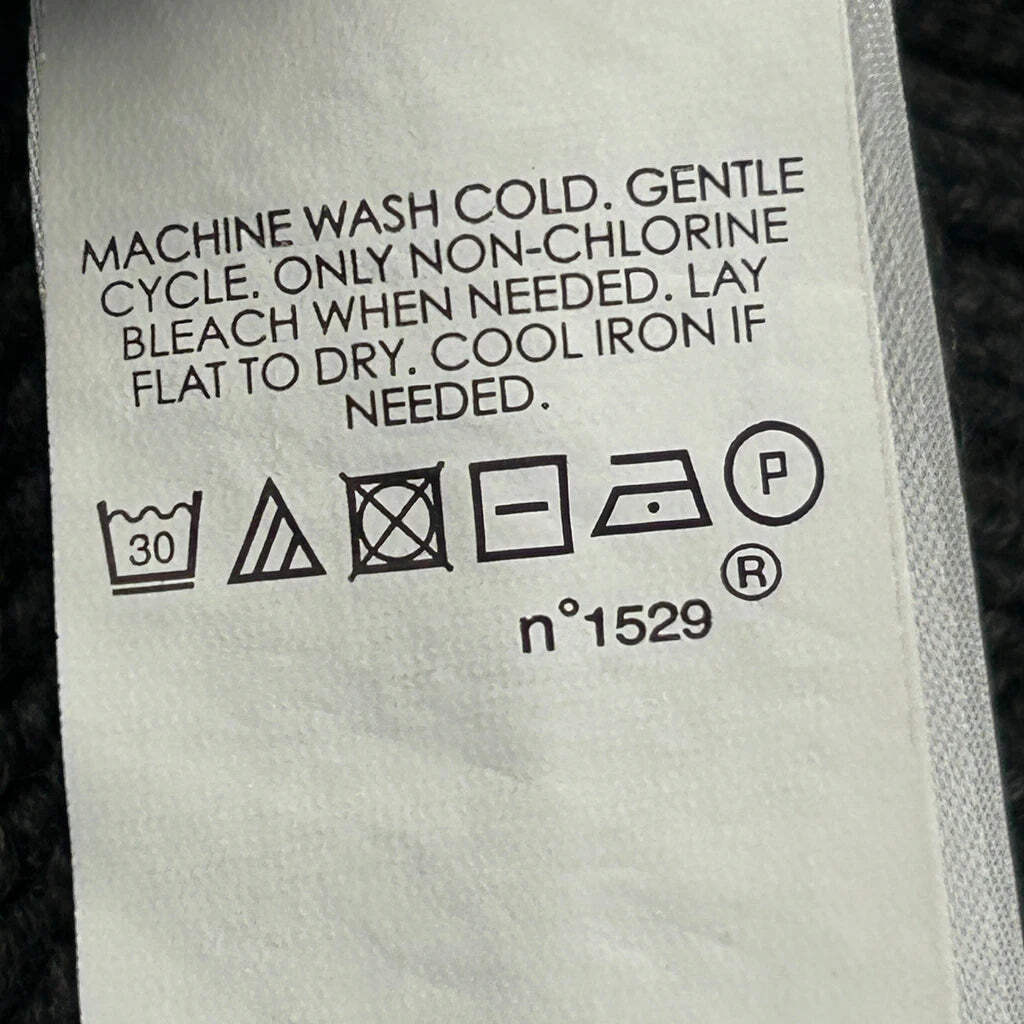 MACHINE WASH COLD. GENTLE
CYCLE. ONLY NON-CHLORINE
BLEACH WHEN NEEDED. LAY
FLAT TO DRY. COOL IRON IF
NEEDED.
30 P
®
n°1529